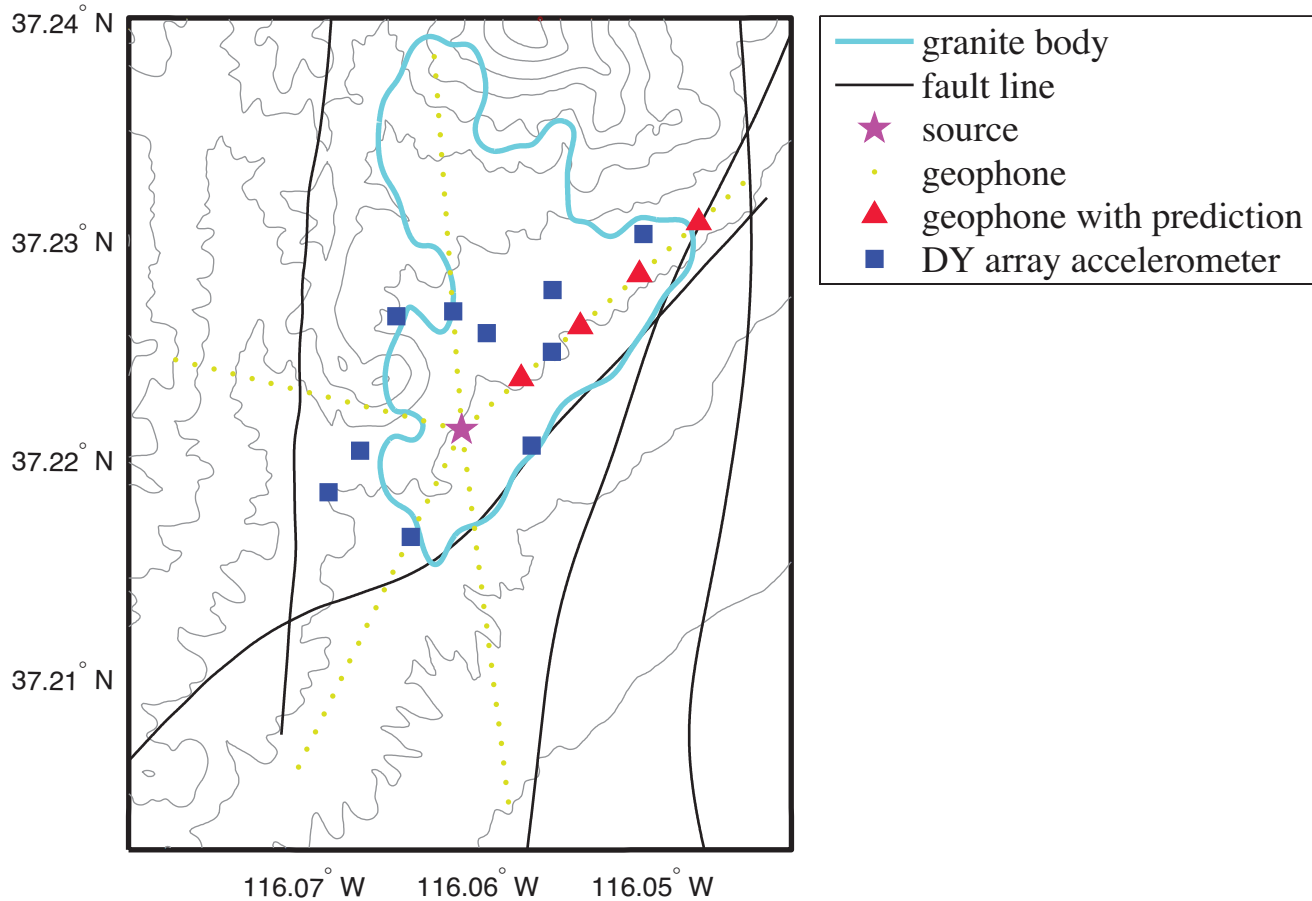 37.24° N
37.23° N
37.22° N
37.21° N
116.07° W
116.06° W
116.05° W
granite body
fault line
source
geophone
geophone with prediction
DY array accelerometer